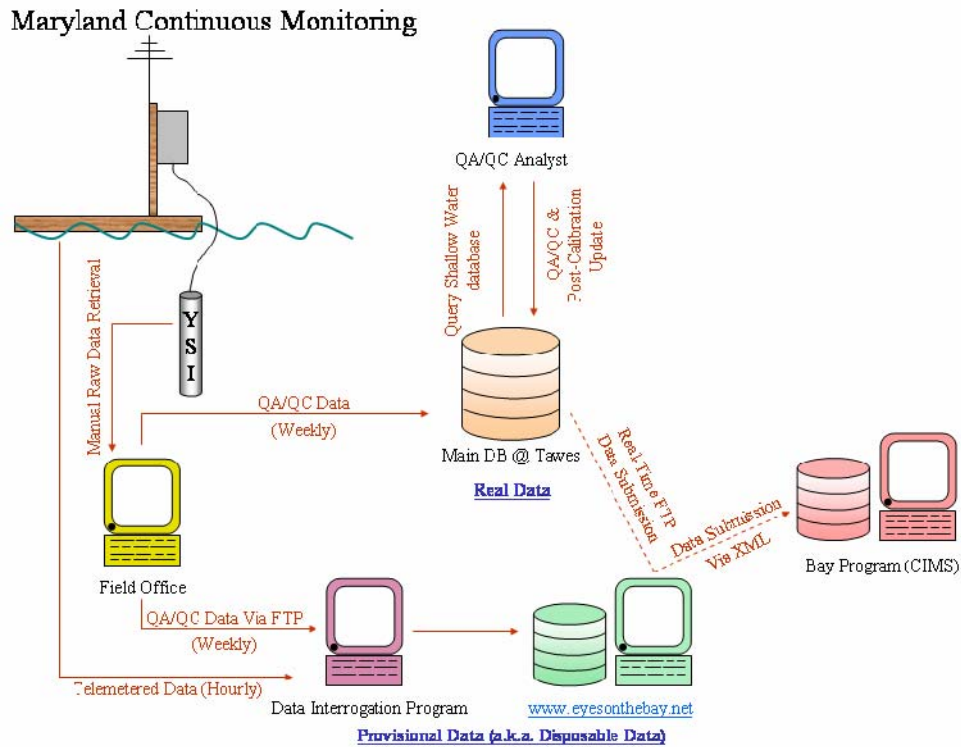 Maryland Continuous Monitoring
QA/QC Analyst
Query Shallow Water
database
QA/QC &
Post-Calibration
Update
Y
S
I
Manual Raw Data Retrieval
QA/QC Data
(Weekly)
Main DB @ Tawes
Real Data
Real-Time FTP
Data Submission
Data Submission
Via XML
Bay Program (CIMS)
Field Office
QA/QC Data Via FTP
(Weekly)
Telemetered Data (Hourly)
Data Interrogation Program
www.eyesonthebay.net
Provisional Data (a.k.a. Disposable Data)